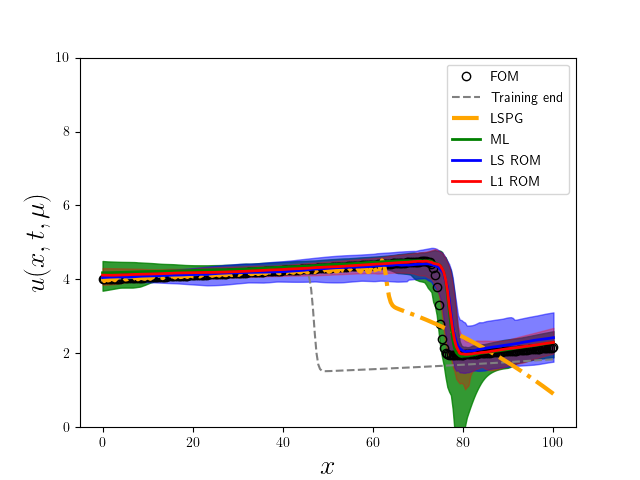 10
8
6
4
2
0
u(x, t, μ)
0 20 40 60 80 100
x
FOM
Training end
LSPG
ML
LS ROM
L1 ROM